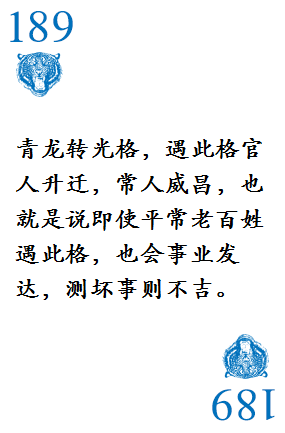 189
青龙转光格，遇此格官
人升迁，常人威昌，也
就是说即使平常老百姓
遇此格，也会事业发
达，测坏事则不吉。
189